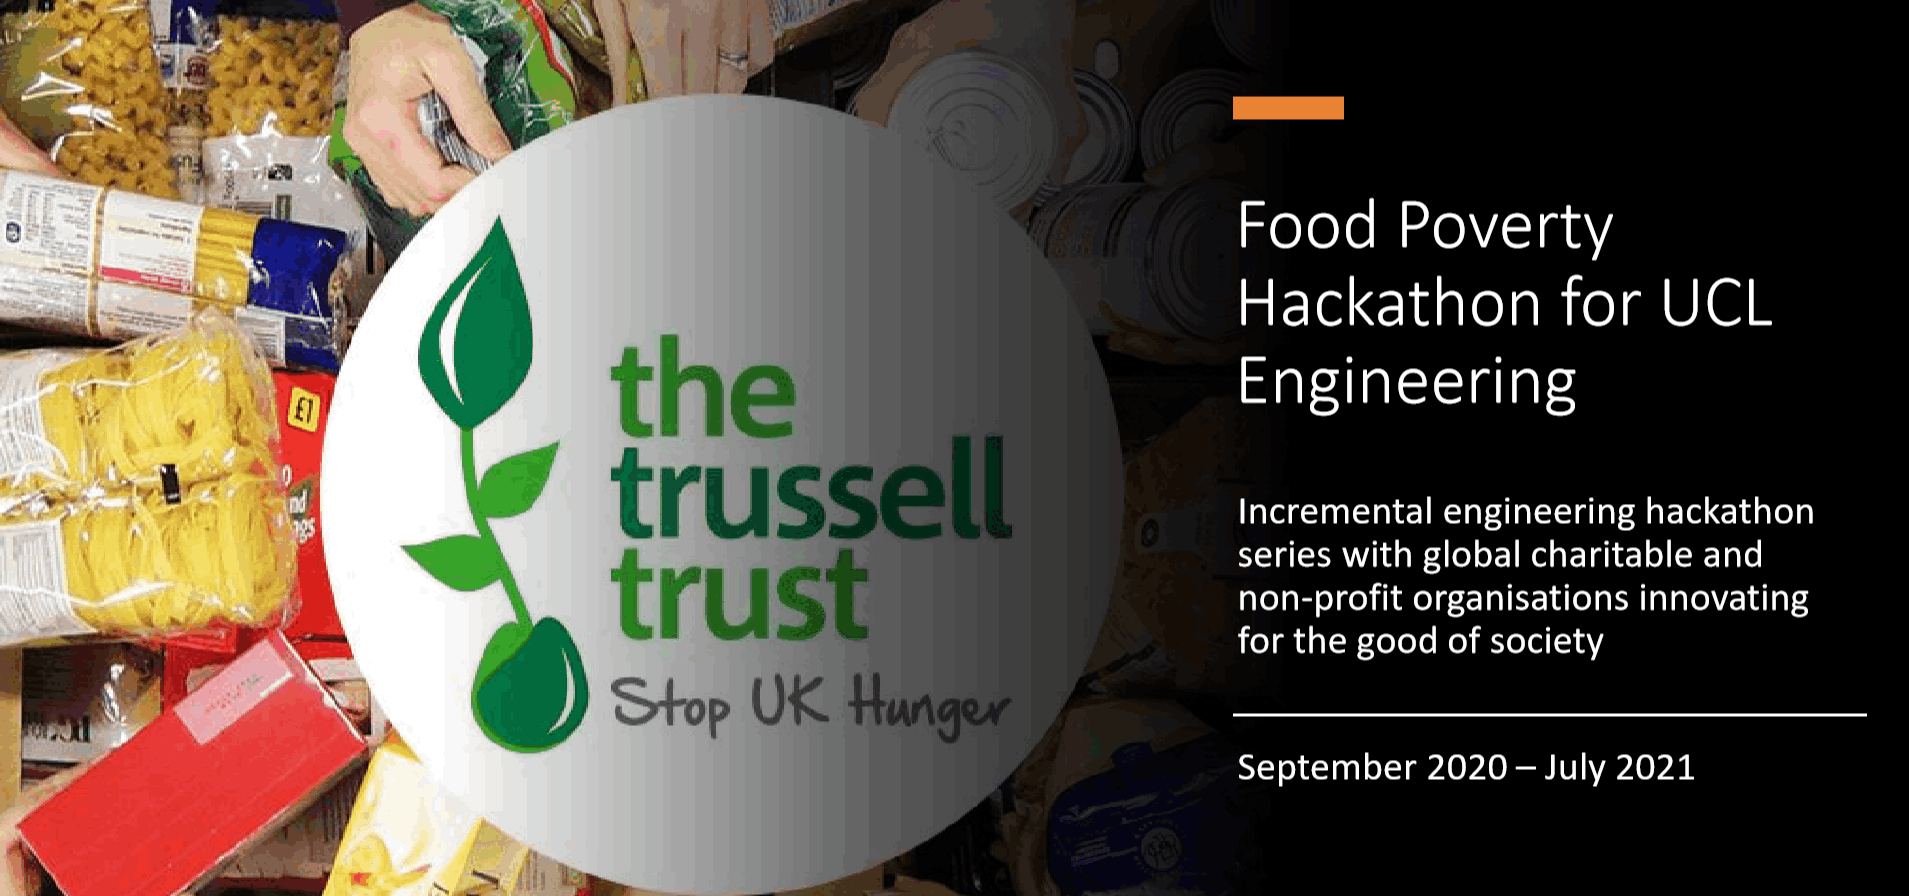 £1
the
trussell
trust
Stop UK Hunger
Food Poverty
Hackathon for UCL
Engineering
Incremental engineering hackathon
series with global charitable and
non-profit organisations innovating
for the good of society
September 2020 – July 2021